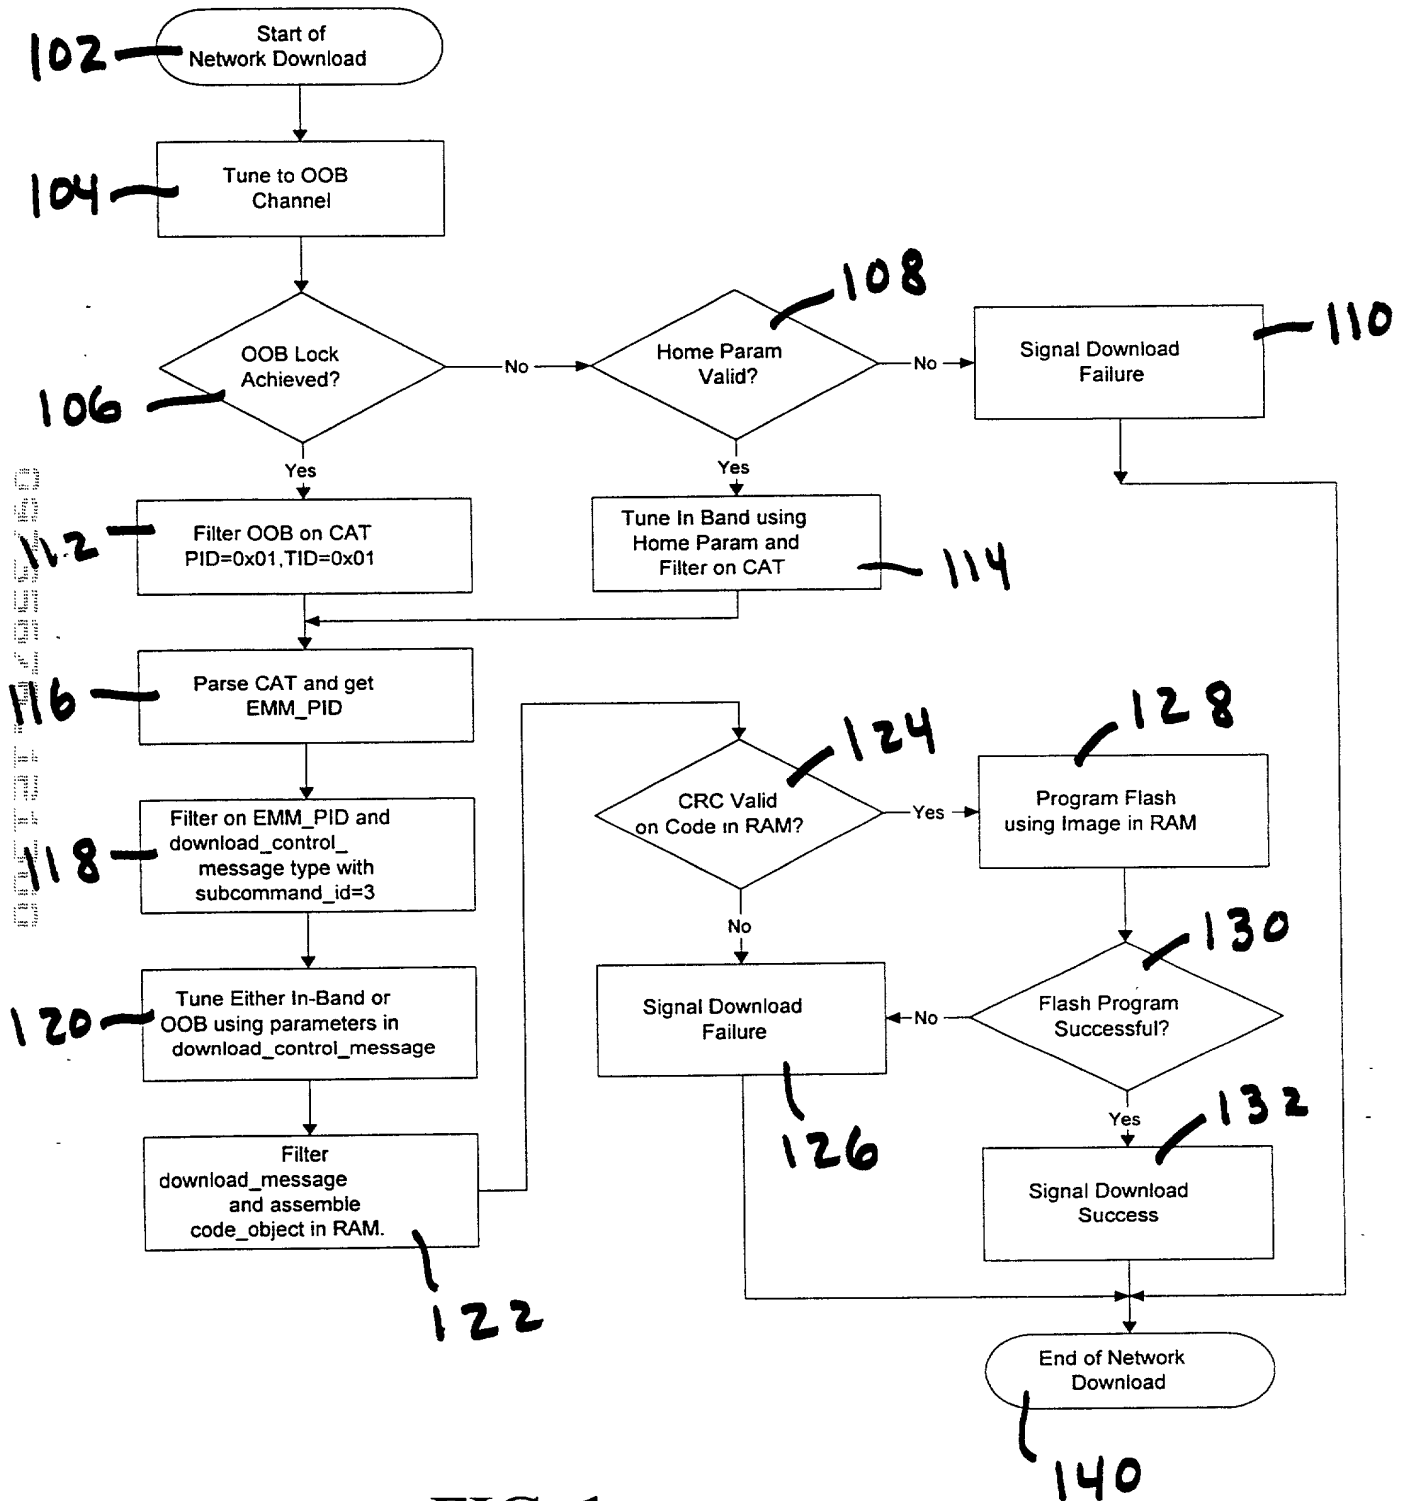 Start of
Network Download
102
Tune to OOB
Channel
104
OOB Lock
Achieved?
106
No
Home Param
Valid?
108
No
Signal Download
Failure
110
Yes
Yes
Filter OOB on CAT
PID=0x01,TID=0x01
112
Tune In Band using
Home Param and
Filter on CAT
114
Parse CAT and get
EMM_PID
116
Filter on EMM_PID and
download_control_
message type with
subcommand_id=3
118
Tune Either In-Band or
OOB using parameters in
download_control_message
120
Filter
download_message
and assemble
code_object in RAM.
122
CRC Valid
on Code in RAM?
124
Yes
Program Flash
using Image in RAM
128
No
Signal Download
Failure
126
No
Flash Program
Successful?
130
Yes
Signal Download
Success
132
End of Network
Download
140